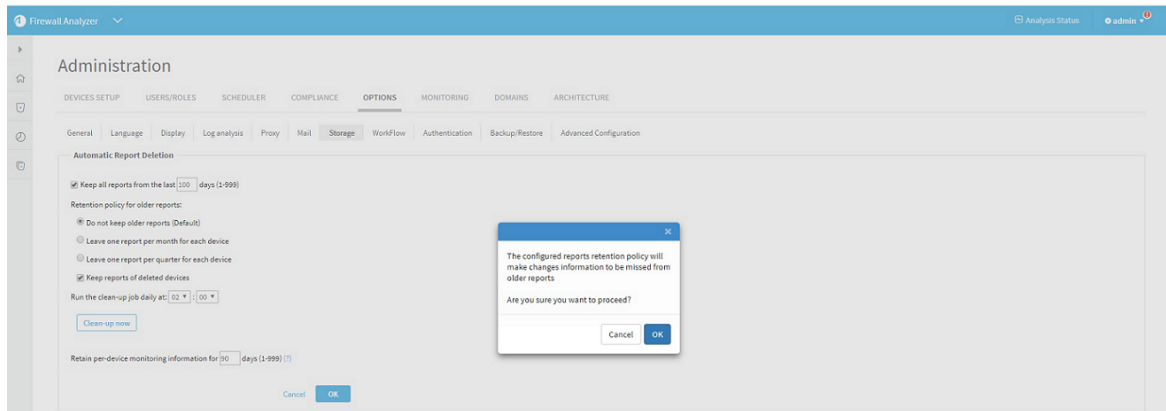 Firewall Analyzer
Analysis Status
admin
Administration
DEVICES SETUP USERS/ROLES SCHEDULER COMPLIANCE OPTIONS MONITORING DOMAINS ARCHITECTURE
General Language Display Log analysis Proxy Mail Storage WorkFlow Authentication Backup/Restore Advanced Configuration
Automatic Report Deletion
Keep all reports from the last 100 days (1-999)
Retention policy for older reports:
Do not keep older reports (Default)
Leave one report per month for each device
Leave one report per quarter for each device
Keep reports of deleted devices
Run the clean-up job daily at: 02 : 00
Clean-up now
Retain per-device monitoring information for 90 days (1-999) (?)
Cancel OK
The configured reports retention policy will
make changes information to be missed from
older reports
Are you sure you want to proceed?
Cancel OK